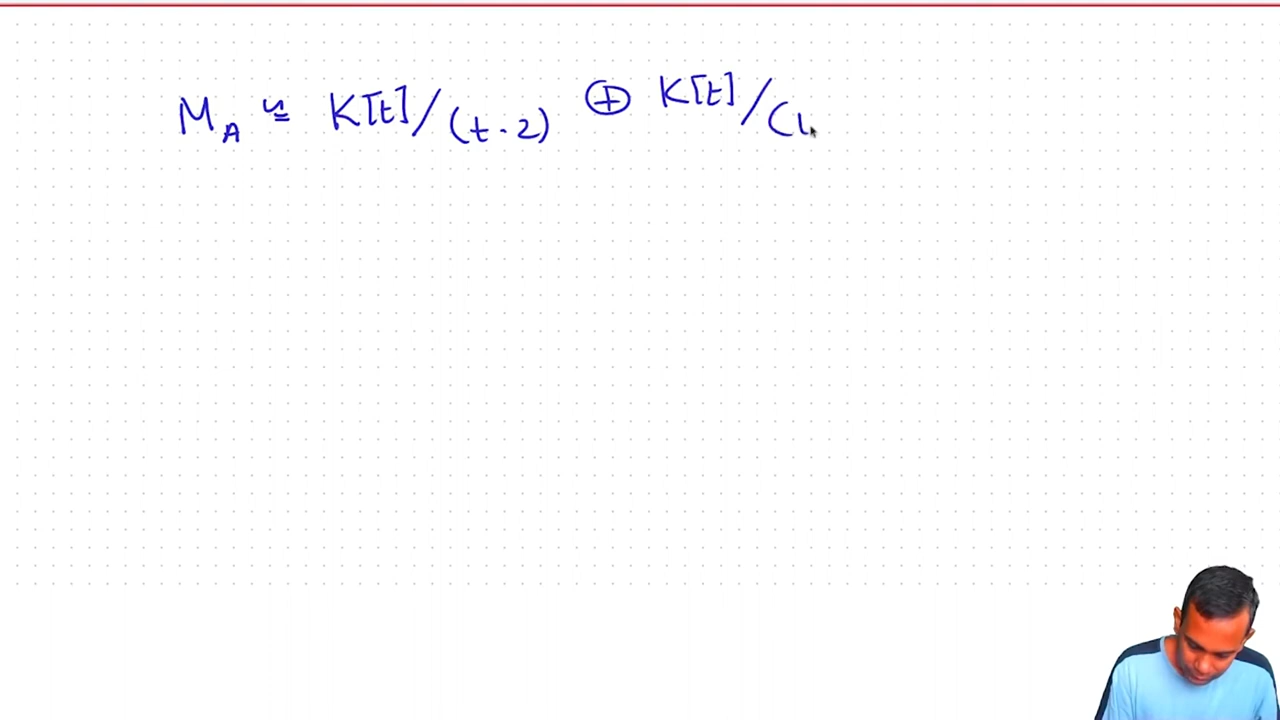 M_A ≅ K[t]/(t-2) ⊕ K[t]/(